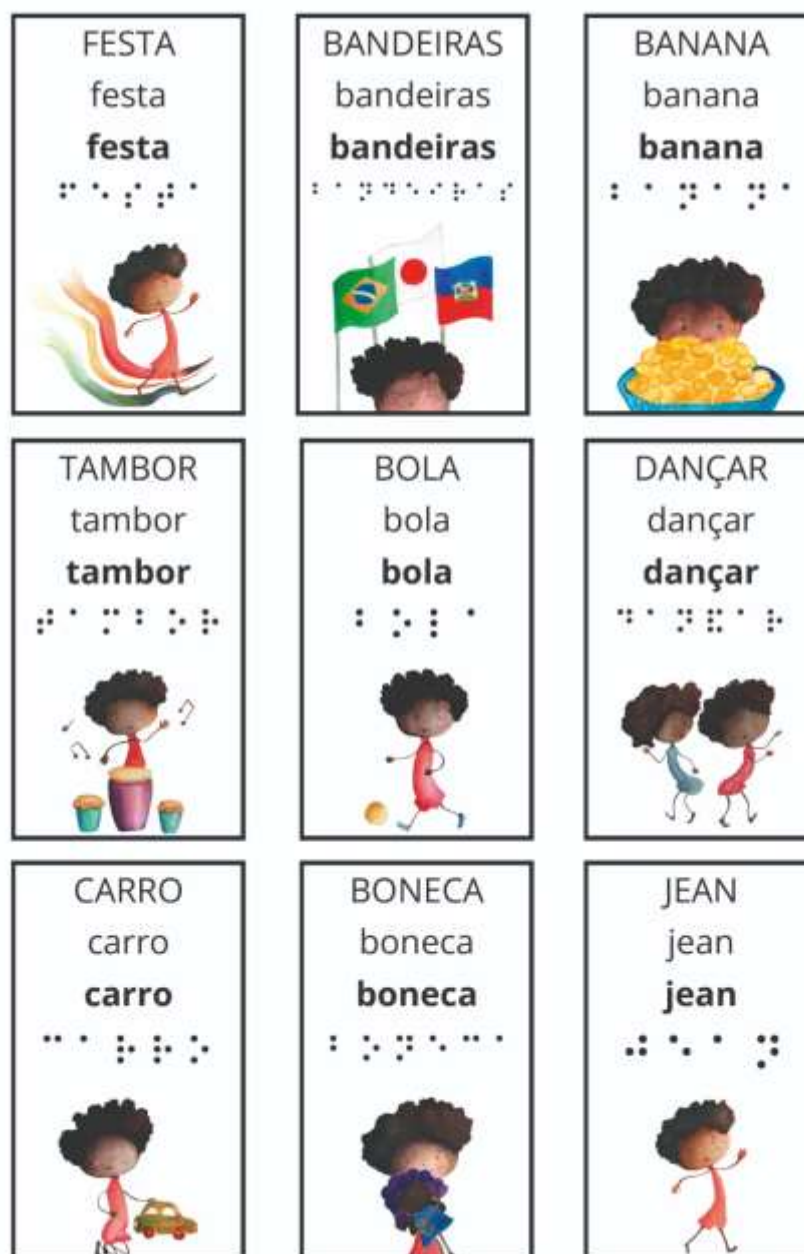 FESTA
festa
festa
⠋⠑⠎⠞⠁
BANDEIRAS
bandeiras
bandeiras
⠃⠁⠝⠙⠑⠊⠗⠁⠎
BANANA
banana
banana
⠃⠁⠝⠁⠝⠁
TAMBOR
tambor
tambor
⠞⠁⠍⠃⠕⠗
BOLA
bola
bola
⠃⠕⠇⠁
DANÇAR
dançar
dançar
⠙⠁⠝⠯⠁⠗
CARRO
carro
carro
⠉⠁⠗⠗⠕
BONECA
boneca
boneca
⠃⠕⠝⠑⠉⠁
JEAN
jean
jean
⠚⠑⠁⠝